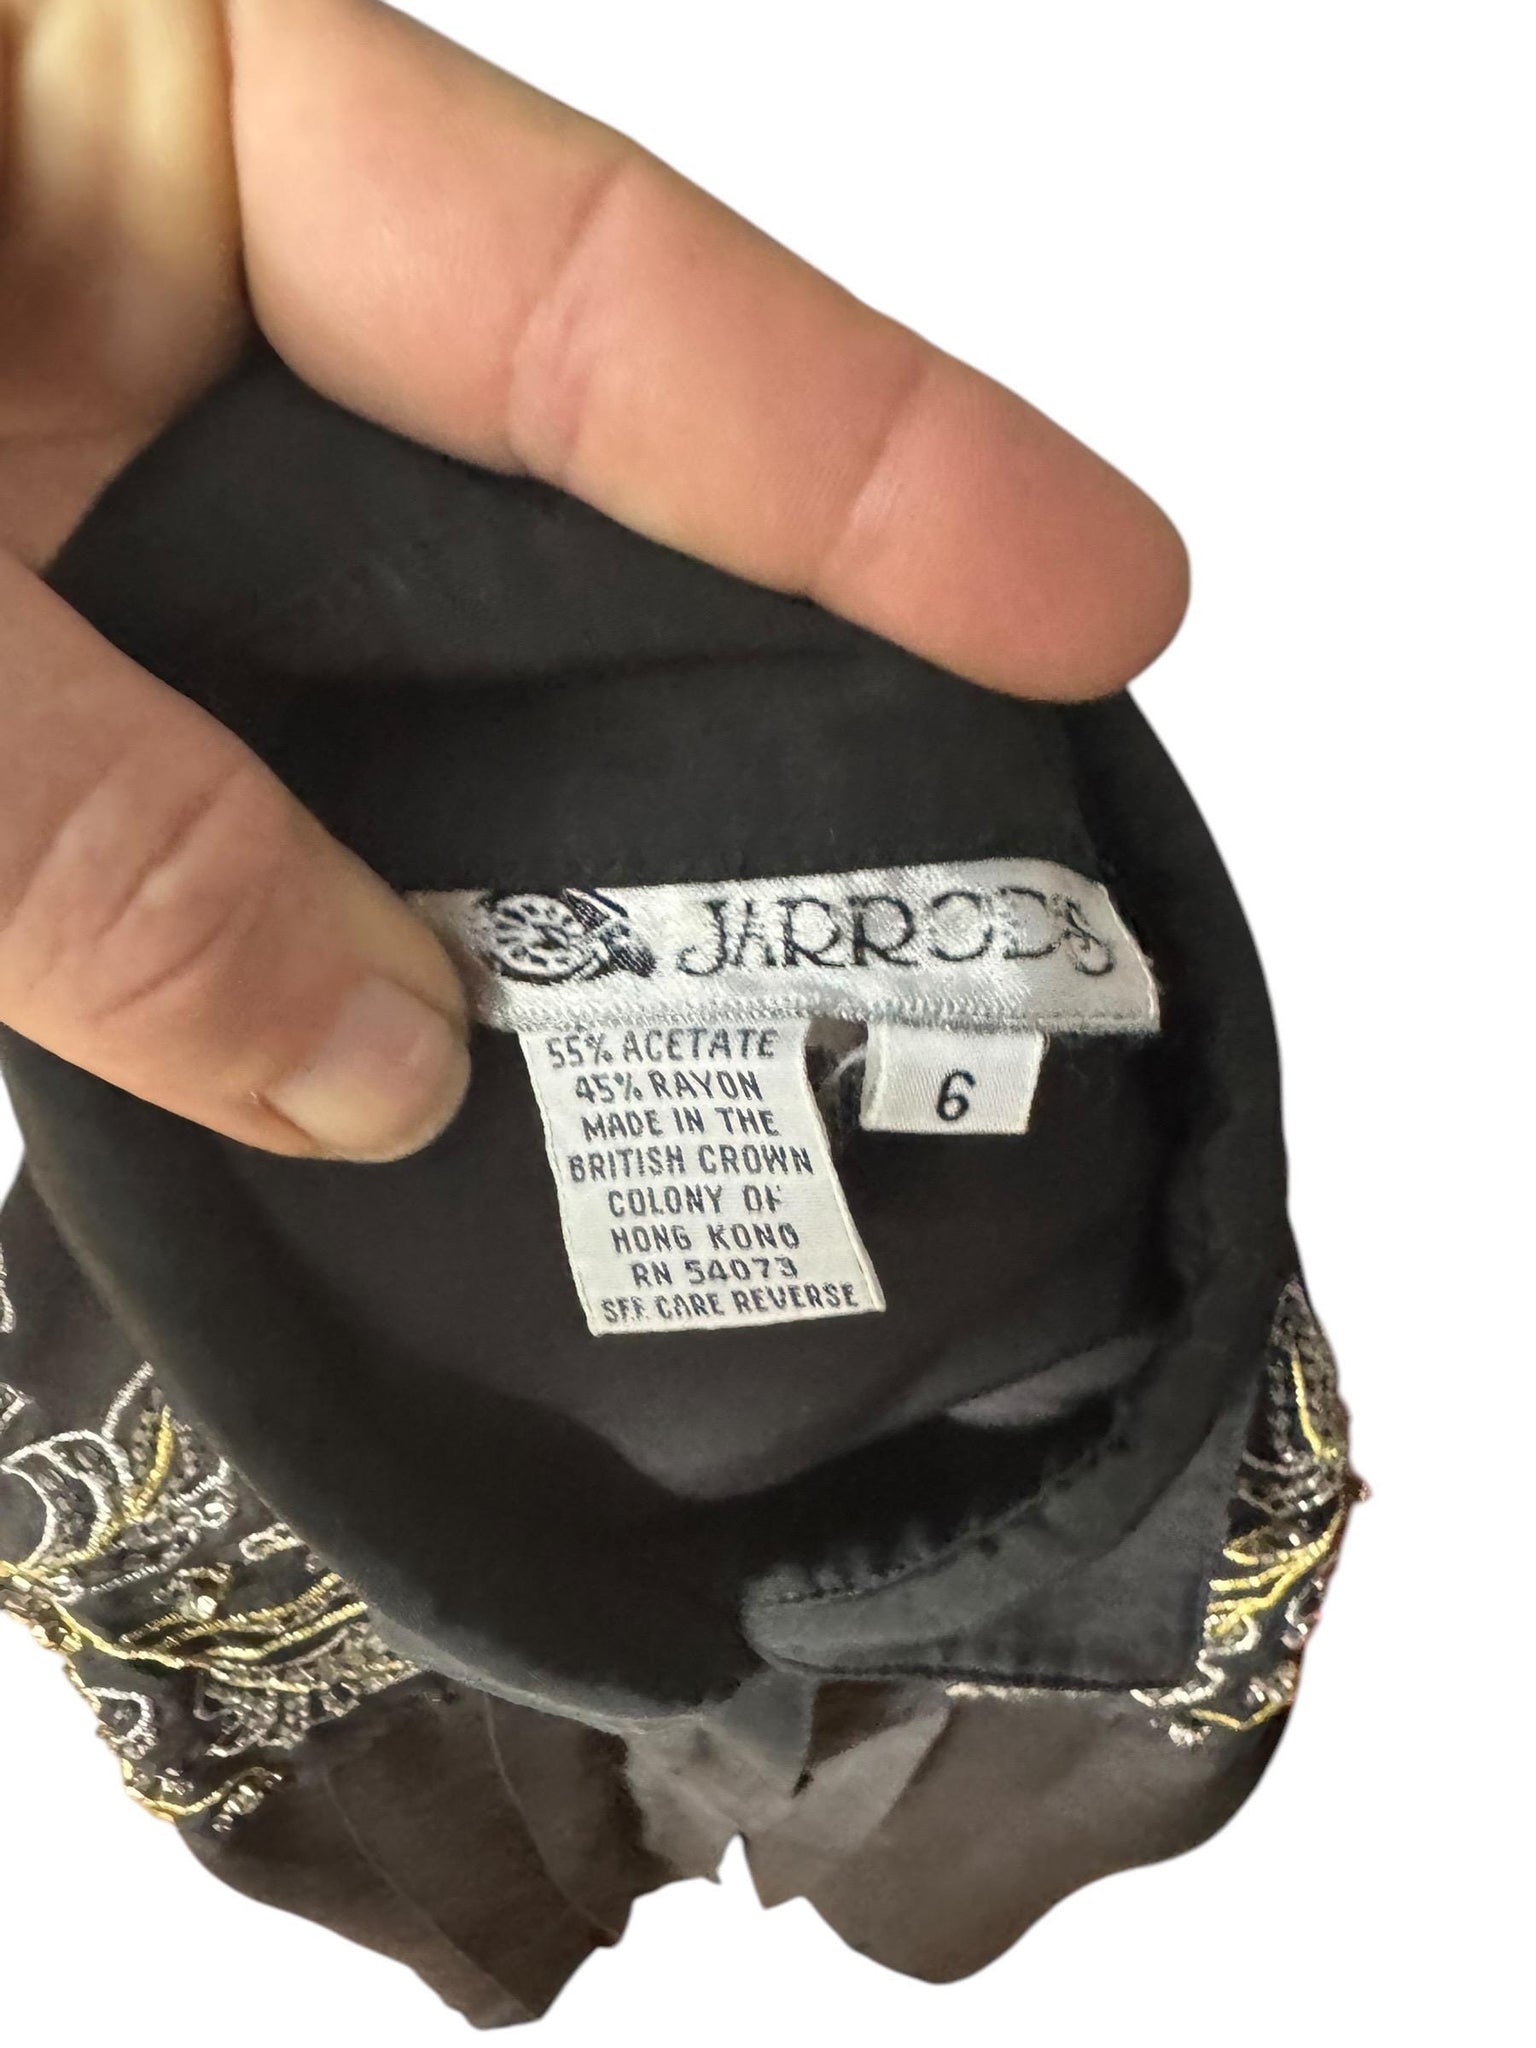 JARRODS
55% ACETATE
45% RAYON
MADE IN THE
BRITISH CROWN
COLONY OF
HONG KONG
RN 54073
SEE CARE REVERSE
6